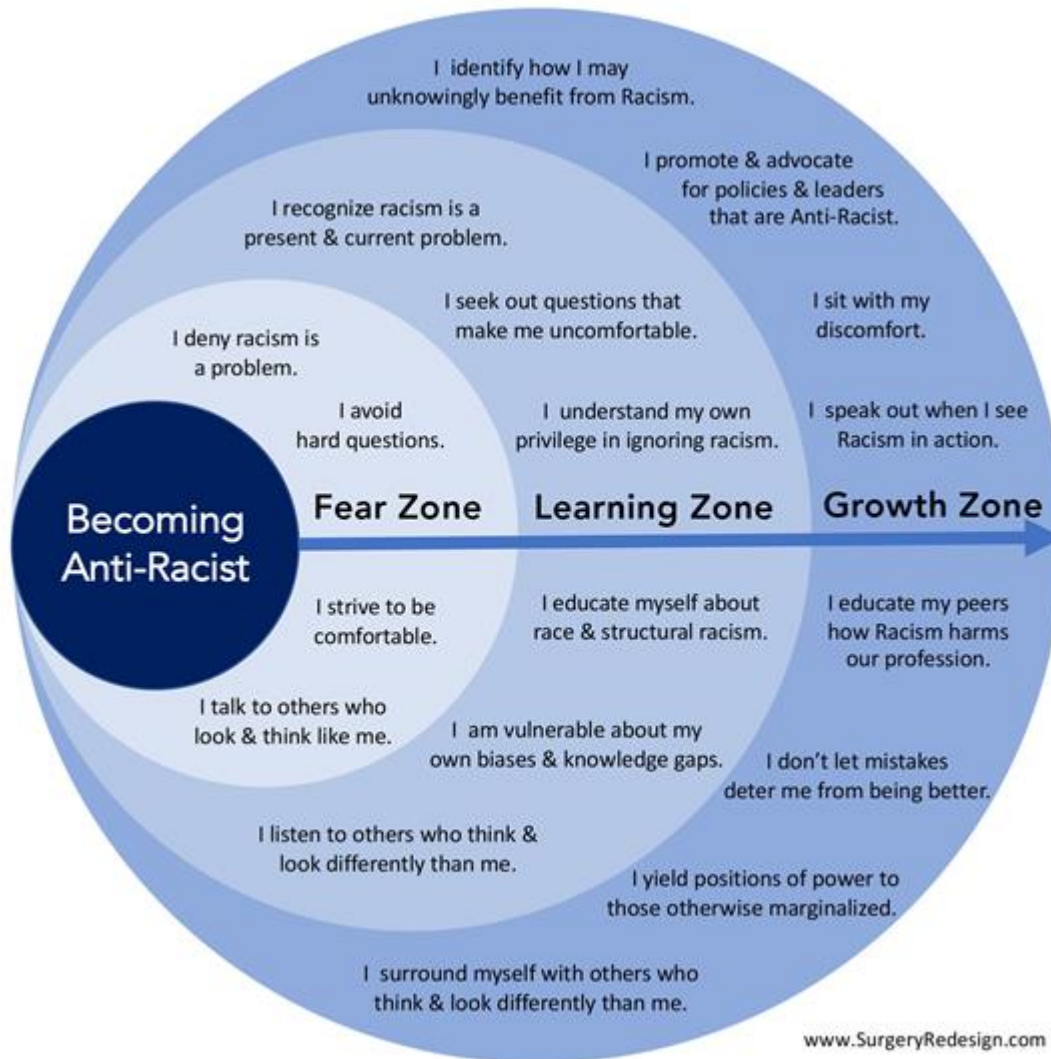 I identify how I may
unknowingly benefit from Racism.
I promote & advocate
for policies & leaders
that are Anti-Racist.
I recognize racism is a
present & current problem.
I seek out questions that
make me uncomfortable.
I sit with my
discomfort.
I deny racism is
a problem.
I avoid
hard questions.
I understand my own
privilege in ignoring racism.
I speak out when I see
Racism in action.
Becoming
Anti-Racist
Fear Zone
Learning Zone
Growth Zone
I strive to be
comfortable.
I educate myself about
race & structural racism.
I educate my peers
how Racism harms
our profession.
I talk to others who
look & think like me.
I am vulnerable about my
own biases & knowledge gaps.
I don't let mistakes
deter me from being better.
I listen to others who think &
look differently than me.
I yield positions of power to
those otherwise marginalized.
I surround myself with others who
think & look differently than me.
www.SurgeryRedesign.com